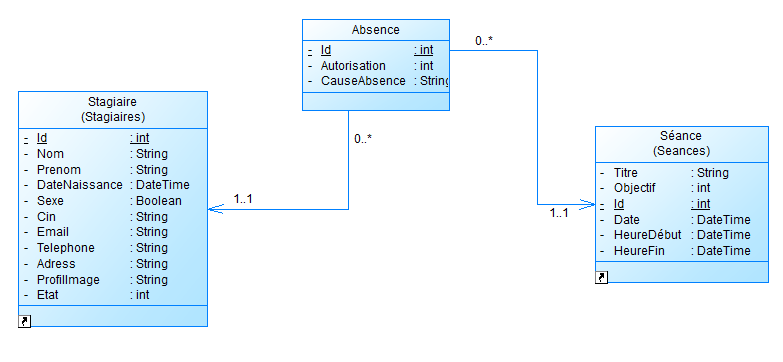 Absence
- Id : int
- Autorisation : int
- CauseAbsence : String
0..*
0..*
1..1
1..1
Stagiaire
(Stagiaires)
- Id : int
- Nom : String
- Prenom : String
- DateNaissance : DateTime
- Sexe : Boolean
- Cin : String
- Email : String
- Telephone : String
- Adress : String
- ProfilImage : String
- Etat : int
Séance
(Seances)
- Titre : String
- Objectif : int
- Id : int
- Date : DateTime
- HeureDébut : DateTime
- HeureFin : DateTime